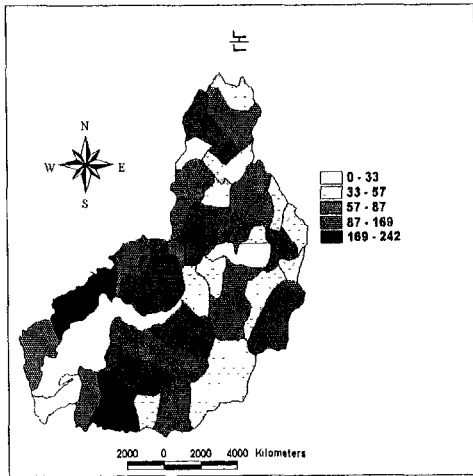 논
N
W E
S
0 - 33
33 - 57
57 - 87
87 - 169
169 - 242
2000 0 2000 4000 Kilometers